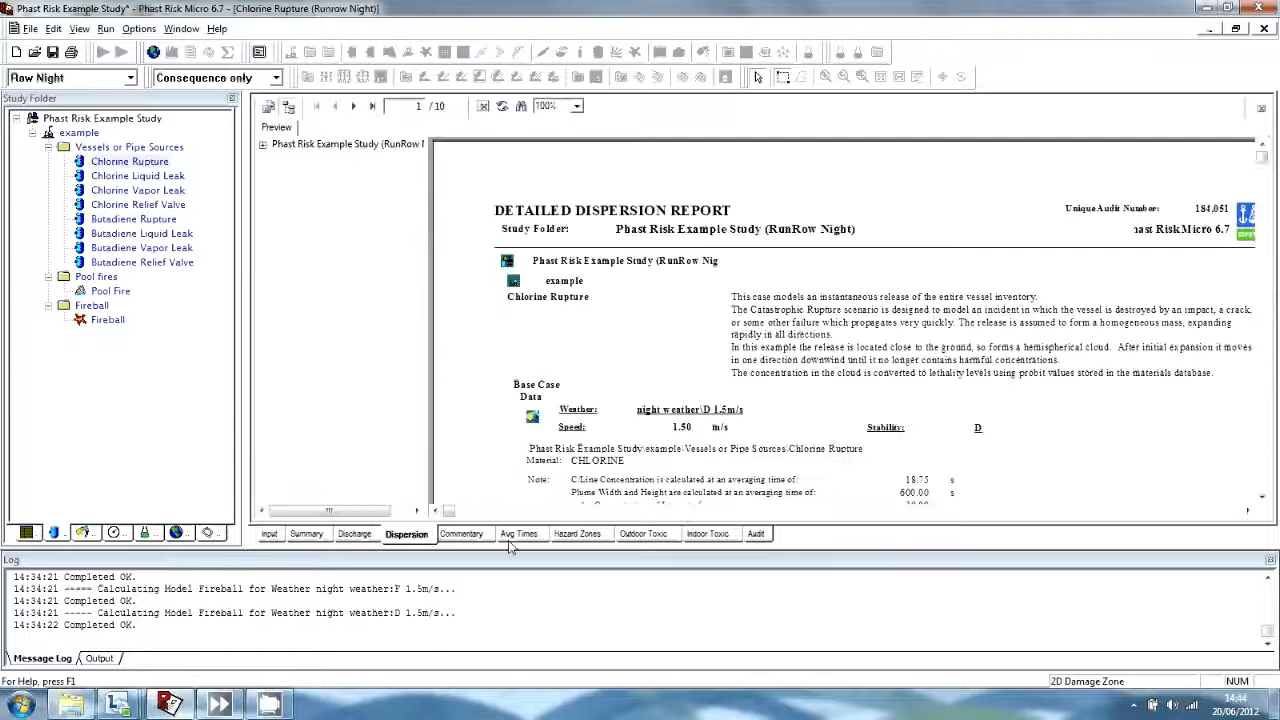 Phast Risk Example Study* - Phast Risk Micro 6.7 - [Chlorine Rupture (Runrow Night)]
File Edit View Run Options Window Help
Row Night Consequence only
Study Folder
1 / 10 100%
Preview
Phast Risk Example Study
example
Vessels or Pipe Sources
Chlorine Rupture
Chlorine Liquid Leak
Chlorine Vapor Leak
Chlorine Relief Valve
Butadiene Rupture
Butadiene Liquid Leak
Butadiene Vapor Leak
Butadiene Relief Valve
Pool fires
Pool Fire
Fireball
Fireball
Phast Risk Example Study (RunRow
DETAILED DISPERSION REPORT
Unique Audit Number: 184,051
Study Folder: Phast Risk Example Study (RunRow Night)
ast Risk Micro 6.7
Phast Risk Example Study (RunRow Nig
example
Chlorine Rupture
This case models an instantaneous release of the entire vessel inventory.
The Catastrophic Rupture scenario is designed to model an incident in which the vessel is destroyed by an impact, a crack,
or some other failure which propagates very quickly. The release is assumed to form a homogeneous mass, expanding
rapidly in all directions.
In this example the release is located close to the ground, so forms a hemispherical cloud. After initial expansion it moves
in one direction downwind until it no longer contains harmful concentrations.
The concentration in the cloud is converted to lethality levels using probit values stored in the materials database.
Base Case
Data
Weather: night weather\D 1.5m/s
Speed: 1.50 m/s Stability: D
Phast Risk Example Study\example\Vessels or Pipe Sources\Chlorine Rupture
Material: CHLORINE
Note: C/Line Concentration is calculated at an averaging time of: 18.75 s
Plume Width and Height are calculated at an averaging time of: 600.00 s
Input Summary Discharge Dispersion Commentary Avg Times Hazard Zones Outdoor Toxic Indoor Toxic Audit
Log
14:34:21 Completed OK.
14:34:21 ----- Calculating Model Fireball for Weather night weather:F 1.5m/s...
14:34:21 Completed OK.
14:34:21 ----- Calculating Model Fireball for Weather night weather:D 1.5m/s...
14:34:22 Completed OK.
Message Log Output
For Help, press F1 2D Damage Zone NUM
14:44
20/06/2012